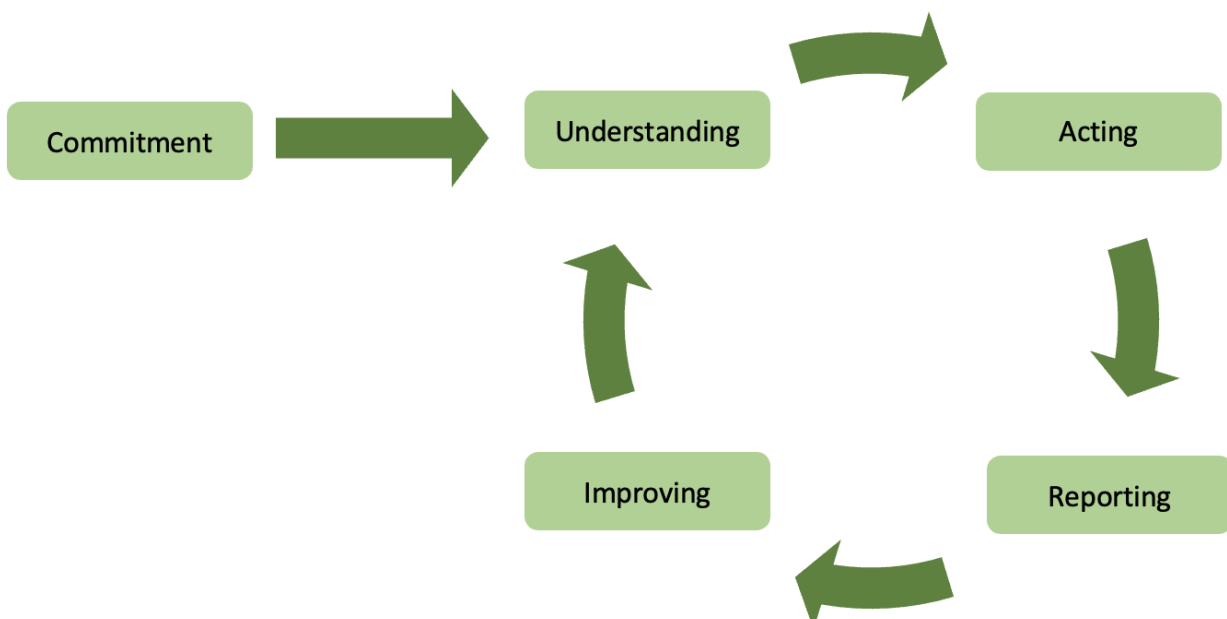 Commitment
Understanding
Acting
Reporting
Improving